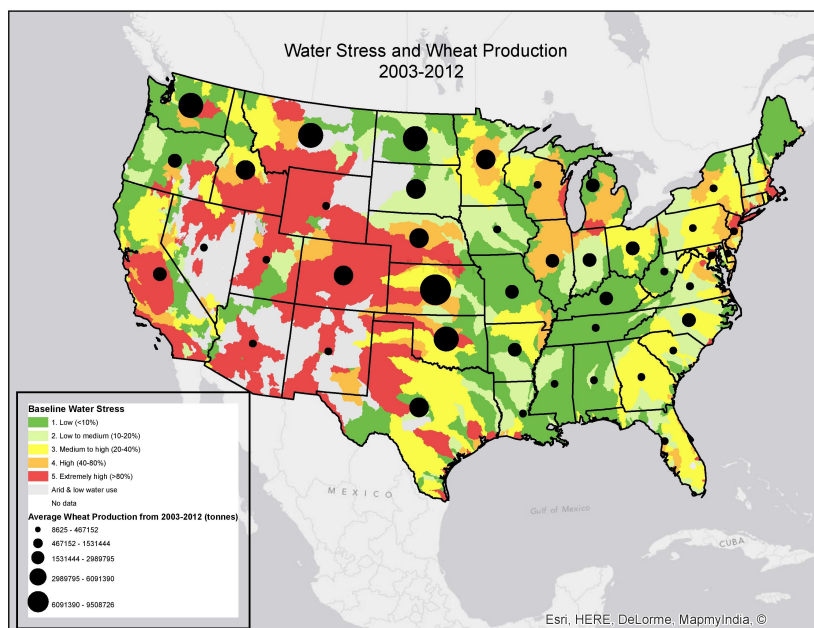 Water Stress and Wheat Production
2003-2012
Baseline Water Stress
1. Low (<10%)
2. Low to medium (10-20%)
3. Medium to high (20-40%)
4. High (40-80%)
5. Extremely high (>80%)
Arid & low water use
No data
Average Wheat Production from 2003-2012 (tonnes)
8625 - 467152
467152 - 1531444
1531444 - 2989795
2989795 - 6091390
6091390 - 9508726
MEXICO
Gulf of Mexico
CUBA
Esri, HERE, DeLorme, MapmyIndia, ©